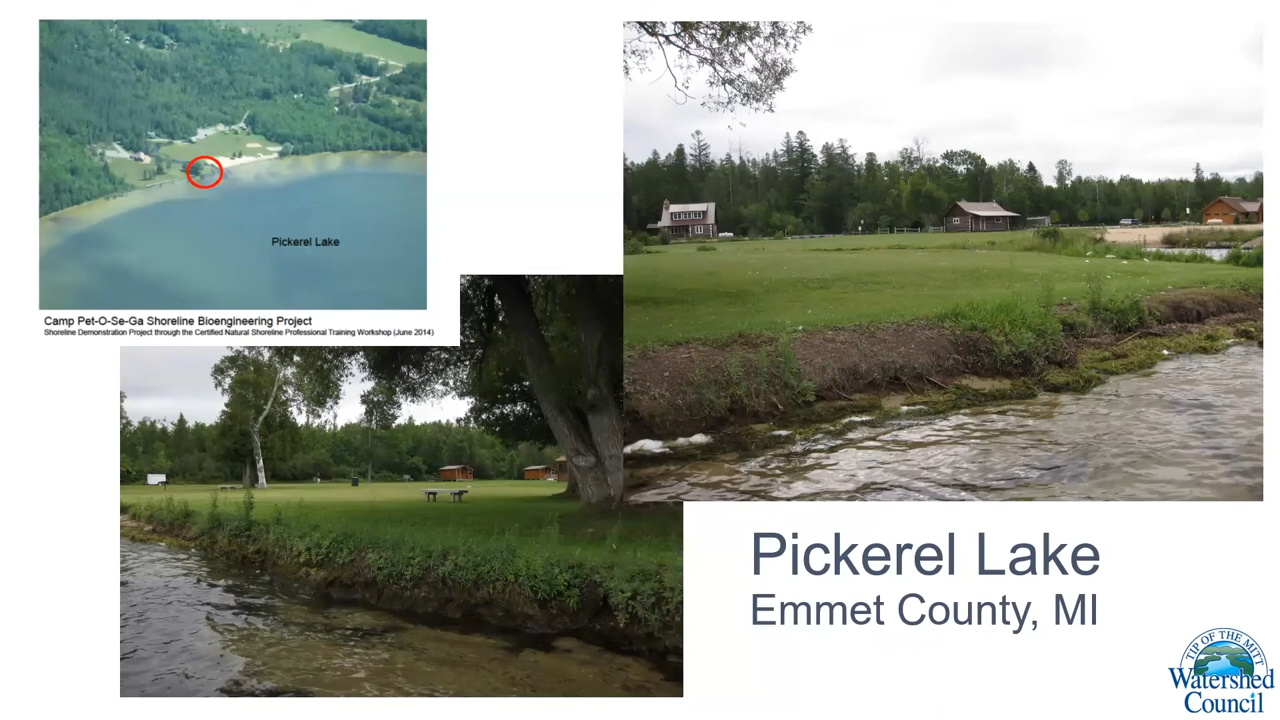 Pickerel Lake
Camp Pet-O-Se-Ga Shoreline Bioengineering Project
Shoreline Demonstration Project through the Certified Natural Shoreline Professional Training Workshop (June 2014)
Pickerel Lake
Emmet County, MI
TIP OF THE MITT
Watershed
Council